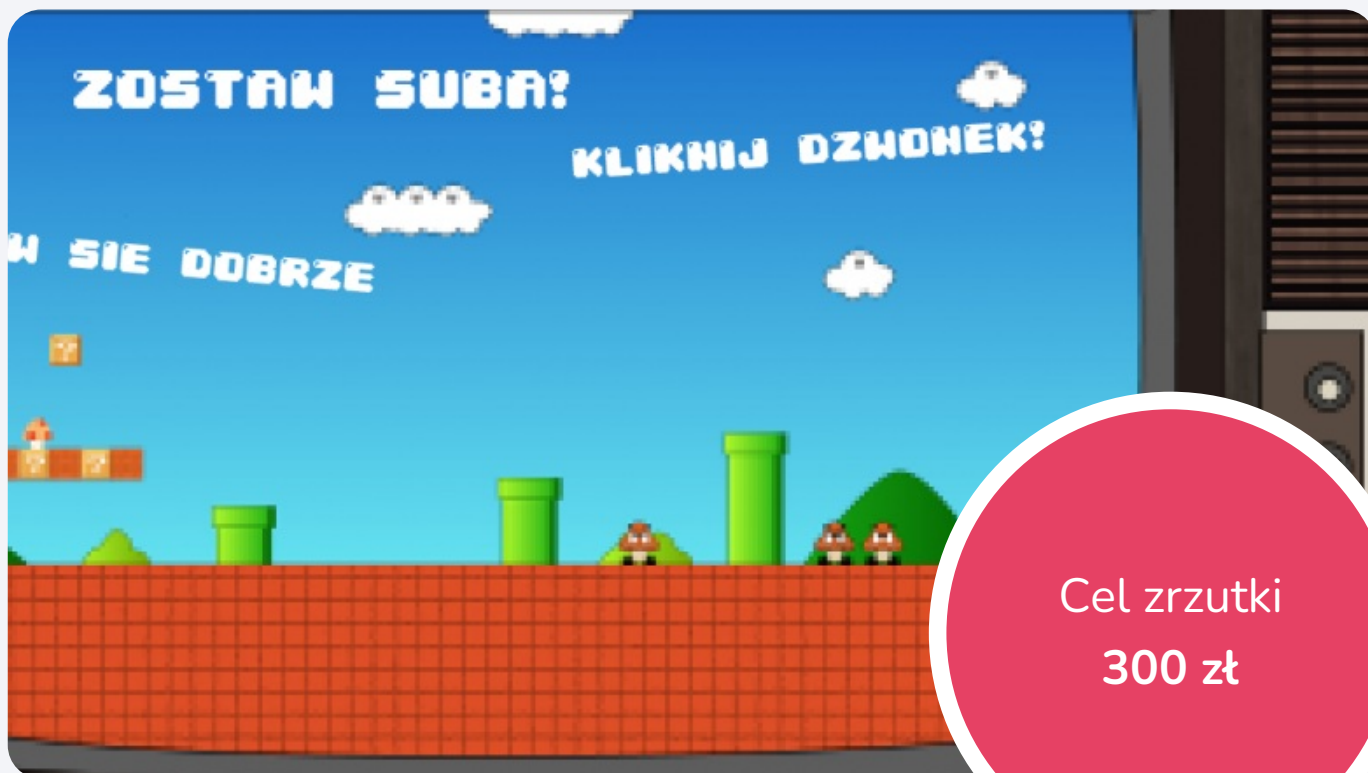 ZOSTAW SUBA!
KLIKNIJ DZWONEK!
W SIE DOBRZE
Cel zrzutki
300 zł